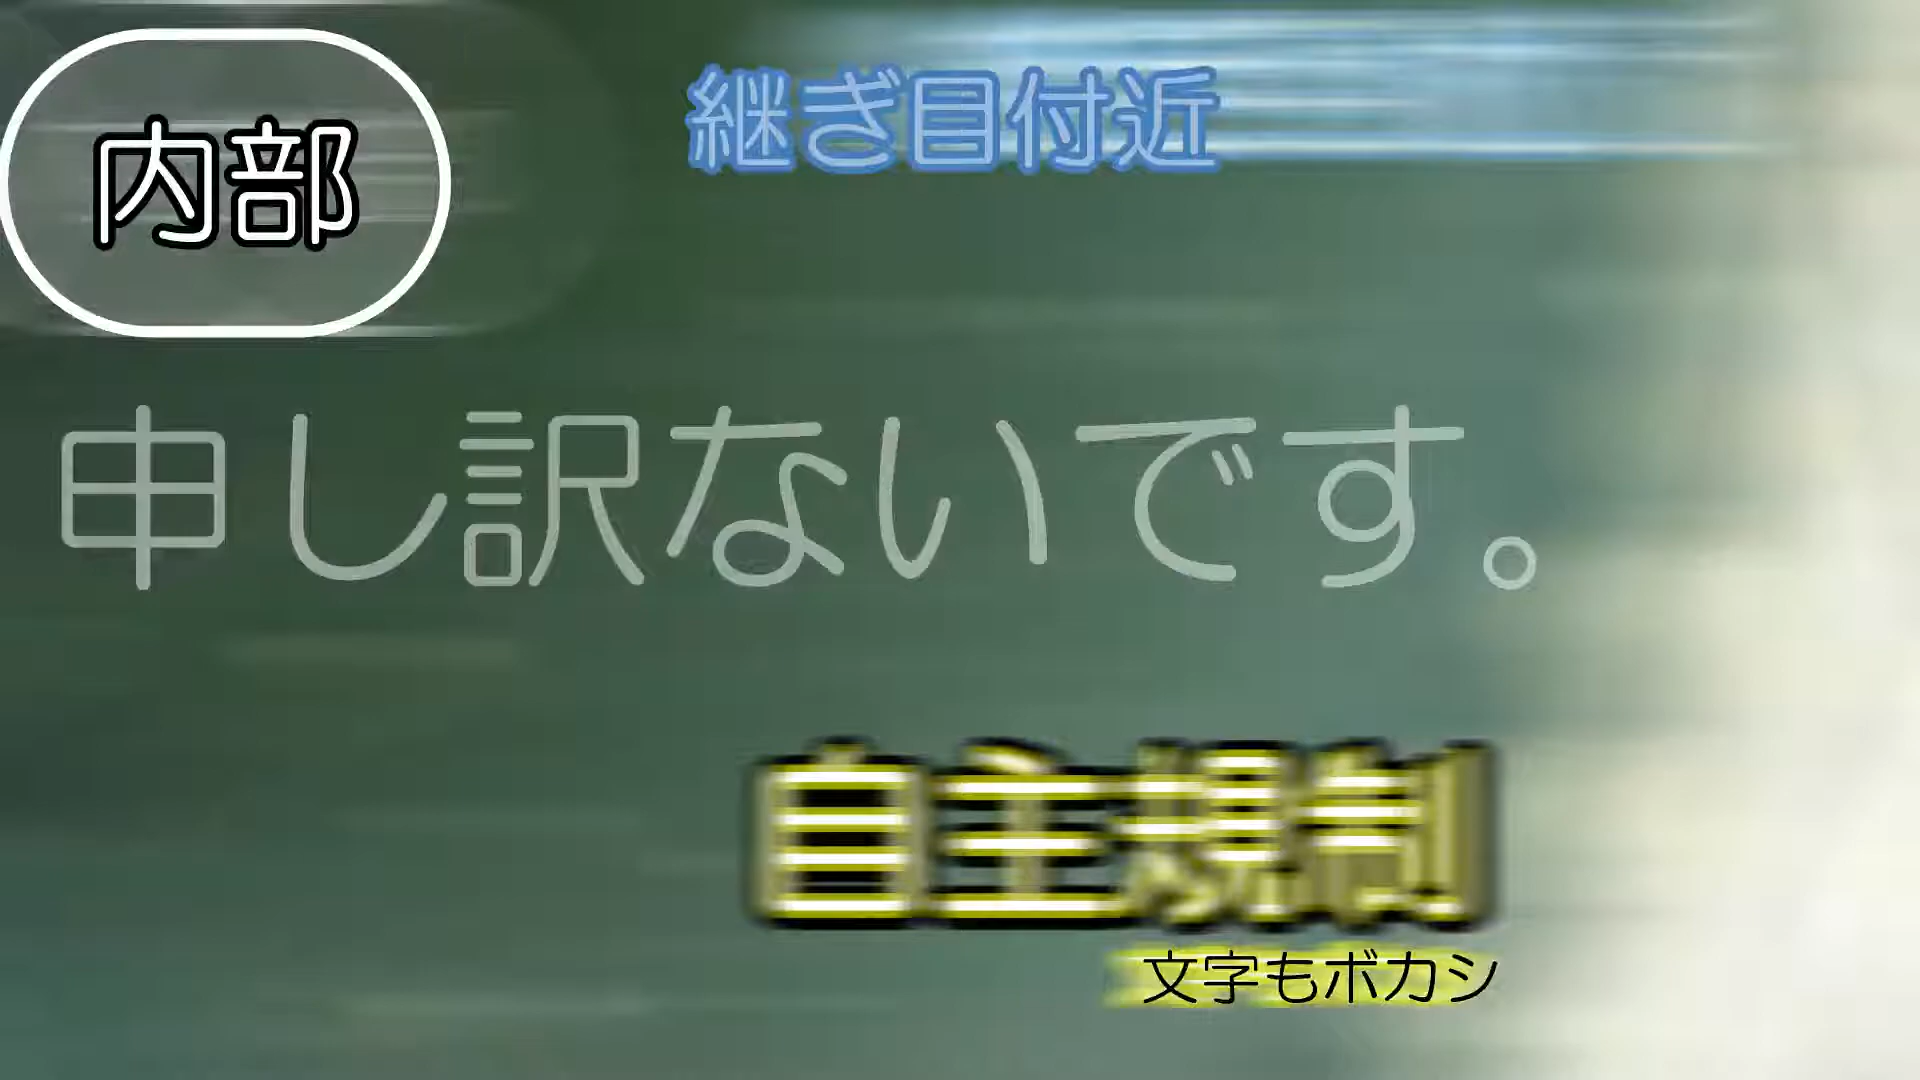 内部
継ぎ目付近
申し訳ないです。
自主規制
文字もボカシ